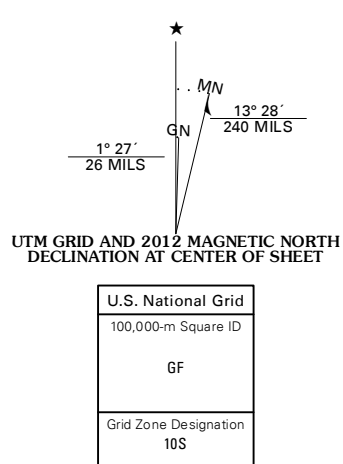 ★
MN
13° 28´
240 MILS
GN
1° 27´
26 MILS
UTM GRID AND 2012 MAGNETIC NORTH
DECLINATION AT CENTER OF SHEET
U.S. National Grid
100,000-m Square ID
GF
Grid Zone Designation
10S